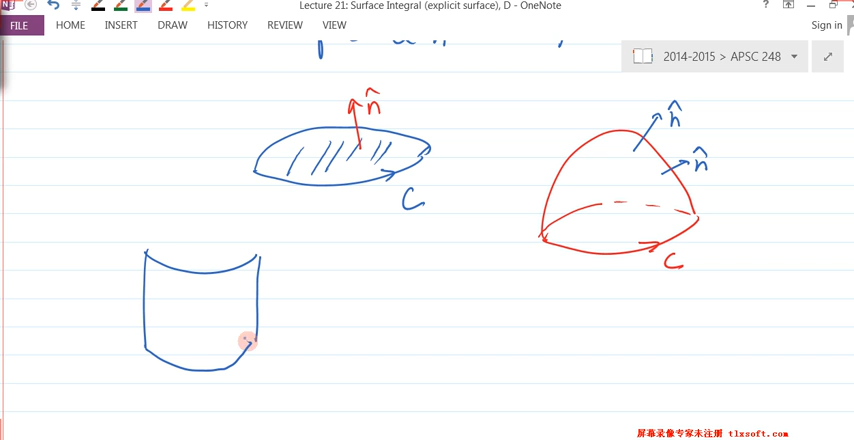 Lecture 21: Surface Integral (explicit surface), D - OneNote
FILE HOME INSERT DRAW HISTORY REVIEW VIEW Sign in
2014-2015 > APSC 248
n̂
n̂
n̂
C
C
屏幕录像专家未注册 tlxsoft.com